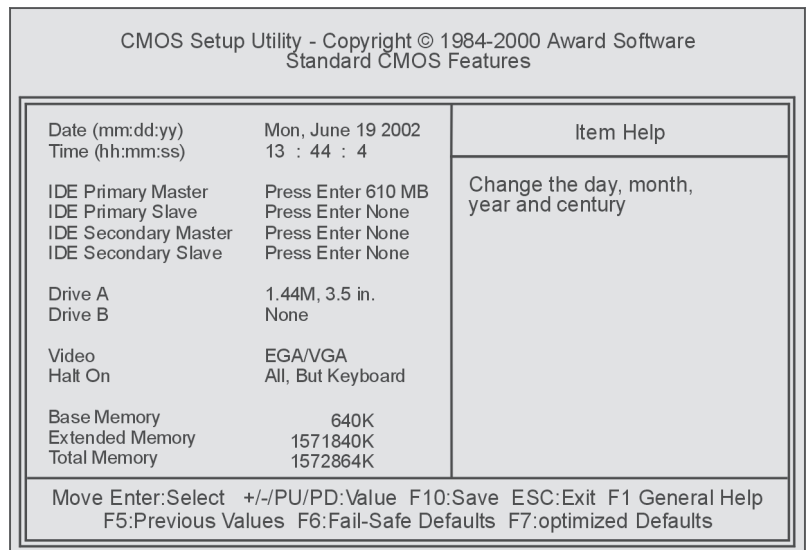 CMOS Setup Utility - Copyright © 1984-2000 Award Software
Standard CMOS Features
Date (mm:dd:yy) Mon, June 19 2002
Time (hh:mm:ss) 13 : 44 : 4
IDE Primary Master Press Enter 610 MB
IDE Primary Slave Press Enter None
IDE Secondary Master Press Enter None
IDE Secondary Slave Press Enter None
Drive A 1.44M, 3.5 in.
Drive B None
Video EGA/VGA
Halt On All, But Keyboard
Base Memory 640K
Extended Memory 1571840K
Total Memory 1572864K
Item Help
Change the day, month,
year and century
Move Enter:Select +/-/PU/PD:Value F10:Save ESC:Exit F1 General Help
F5:Previous Values F6:Fail-Safe Defaults F7:optimized Defaults